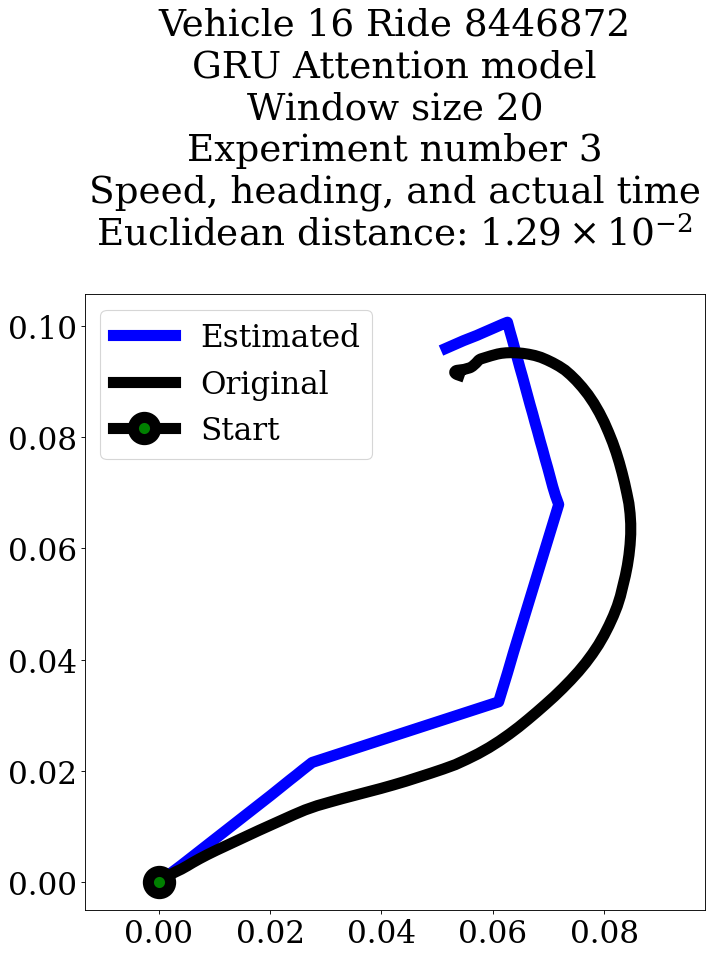 Vehicle 16 Ride 8446872
GRU Attention model
Window size 20
Experiment number 3
Speed, heading, and actual time
Euclidean distance: 1.29 × 10⁻²
Estimated
Original
Start
0.10
0.08
0.06
0.04
0.02
0.00
0.00 0.02 0.04 0.06 0.08